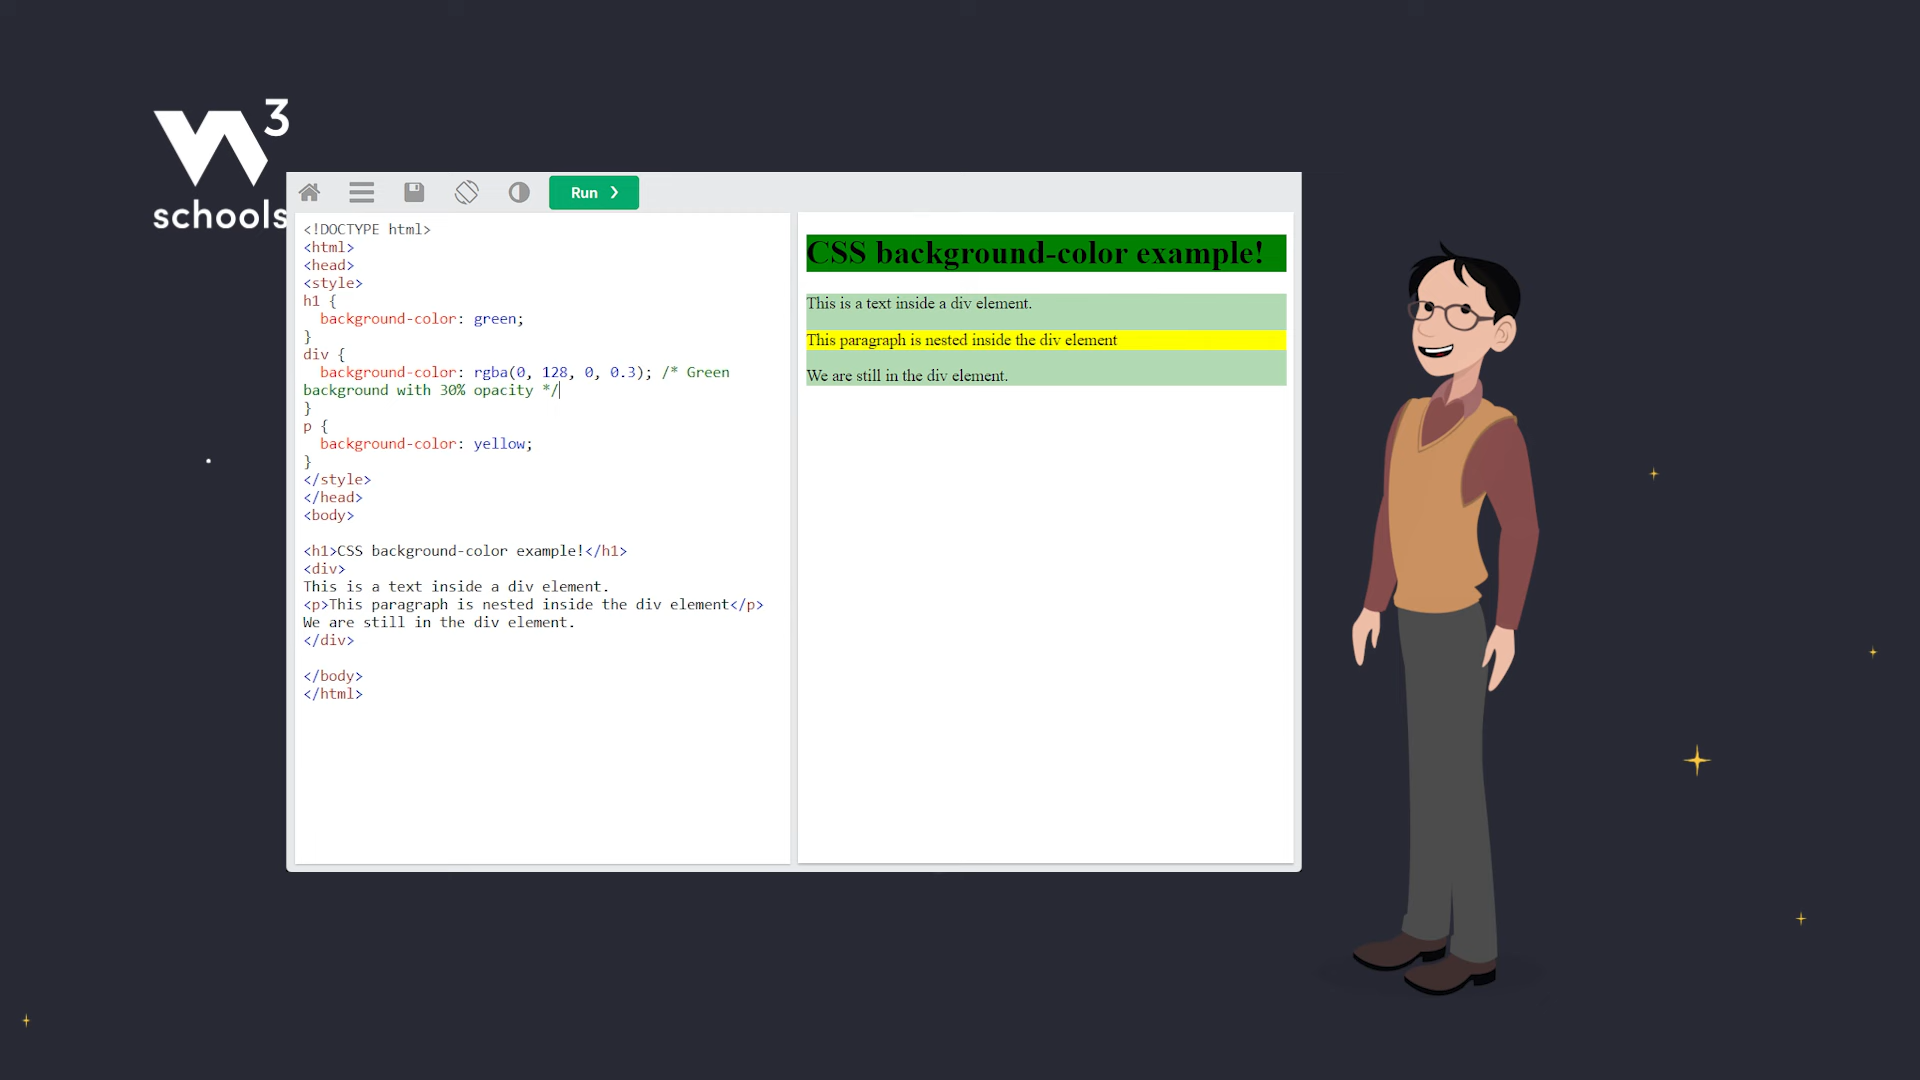 3
schools
Run
<!DOCTYPE html>
<html>
<head>
<style>
h1 {
  background-color: green;
}
div {
  background-color: rgba(0, 128, 0, 0.3); /* Green
background with 30% opacity */
}
p {
  background-color: yellow;
}
</style>
</head>
<body>
<h1>CSS background-color example!</h1>
<div>
This is a text inside a div element.
<p>This paragraph is nested inside the div element</p>
We are still in the div element.
</div>
</body>
</html>
CSS background-color example!
This is a text inside a div element.
This paragraph is nested inside the div element
We are still in the div element.